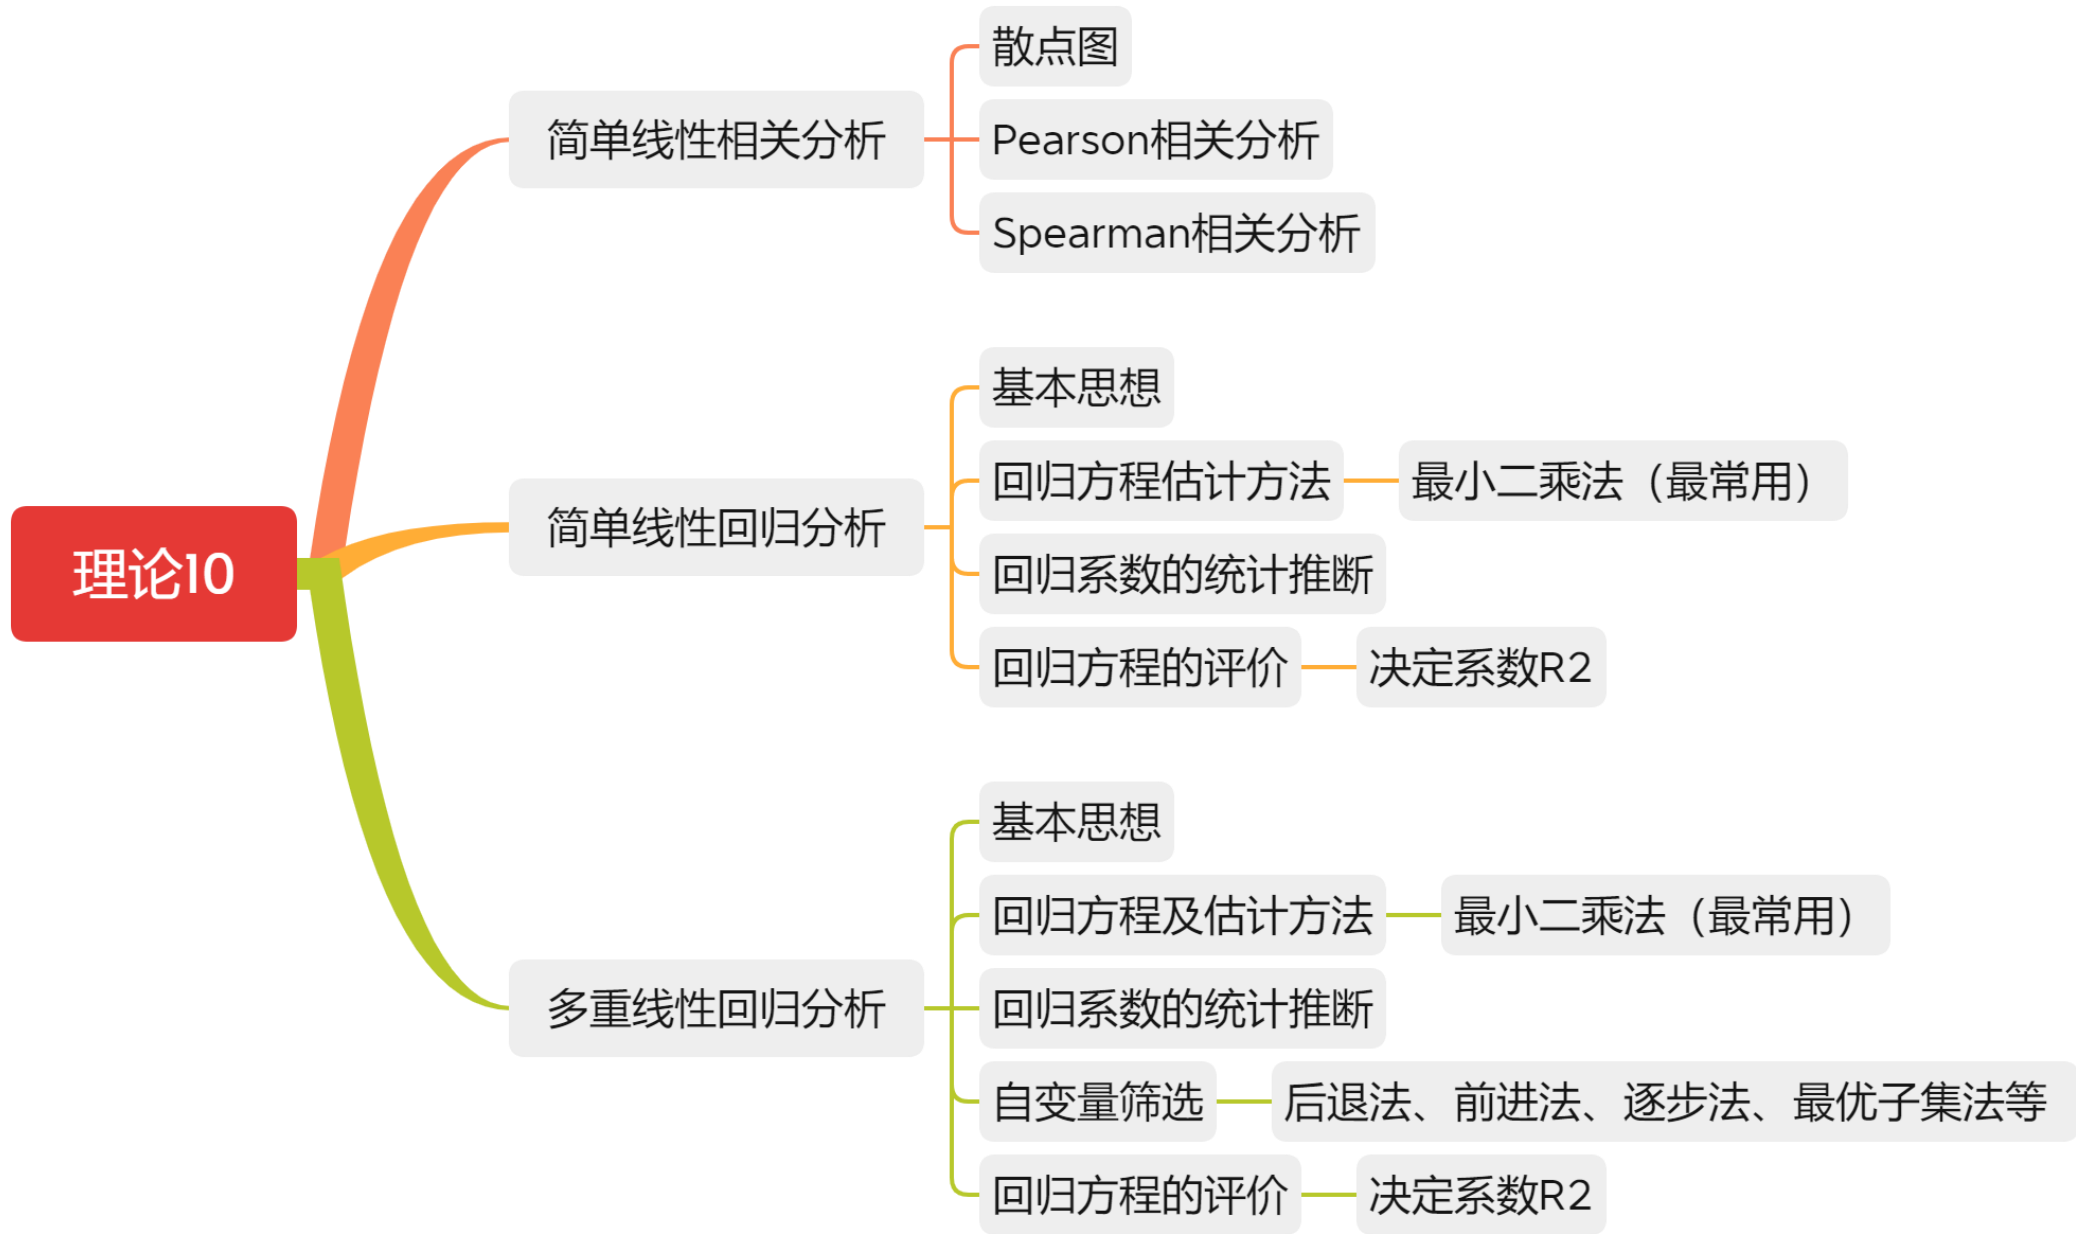 理论10
简单线性相关分析
散点图
Pearson相关分析
Spearman相关分析
简单线性回归分析
基本思想
回归方程估计方法
最小二乘法（最常用）
回归系数的统计推断
回归方程的评价
决定系数R2
多重线性回归分析
基本思想
回归方程及估计方法
最小二乘法（最常用）
回归系数的统计推断
自变量筛选
后退法、前进法、逐步法、最优子集法等
回归方程的评价
决定系数R2